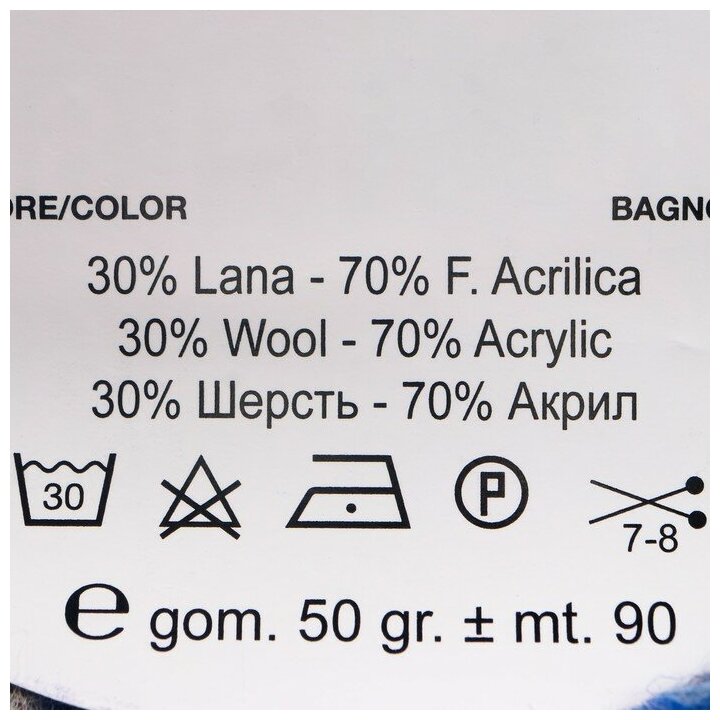 ORE/COLOR BAGNO
30% Lana - 70% F. Acrilica
30% Wool - 70% Acrylic
30% Шерсть - 70% Акрил
30 P 7-8
e gom. 50 gr. ± mt. 90